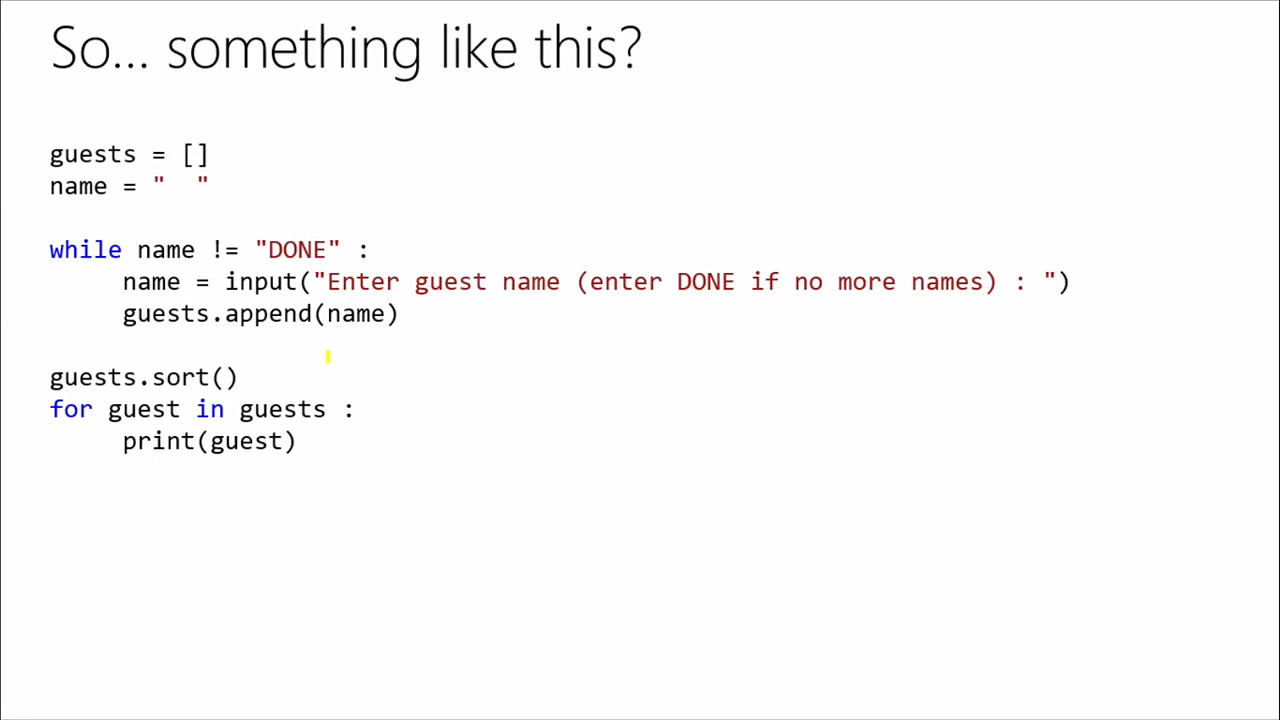 So... something like this?
guests = []
name = "  "
while name != "DONE" :
     name = input("Enter guest name (enter DONE if no more names) : ")
     guests.append(name)
guests.sort()
for guest in guests :
     print(guest)